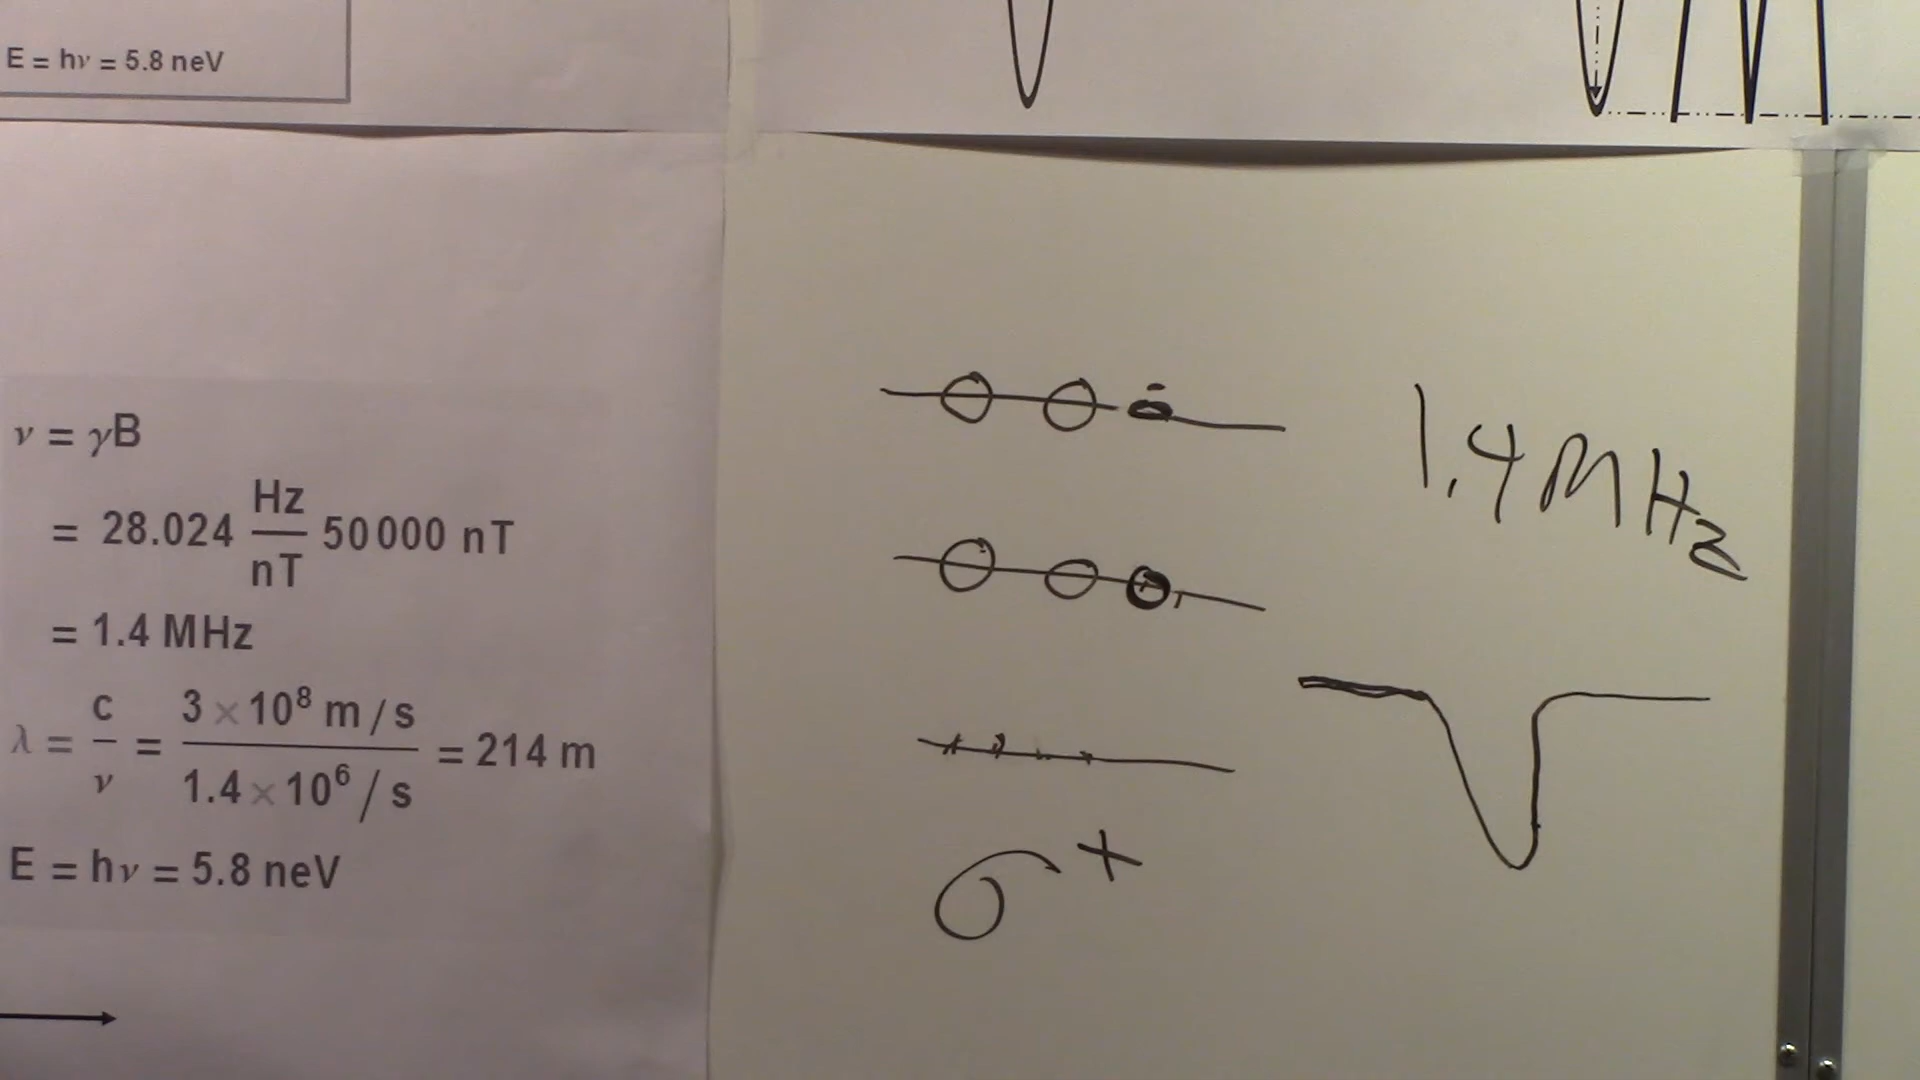 E = hν = 5.8 neV
ν = γB
= 28.024 Hz/nT 50000 nT
= 1.4 MHz
λ = c/ν = 3 × 10⁸ m / s / 1.4 × 10⁶ / s = 214 m
E = hν = 5.8 neV
1.4 MHz
σ +